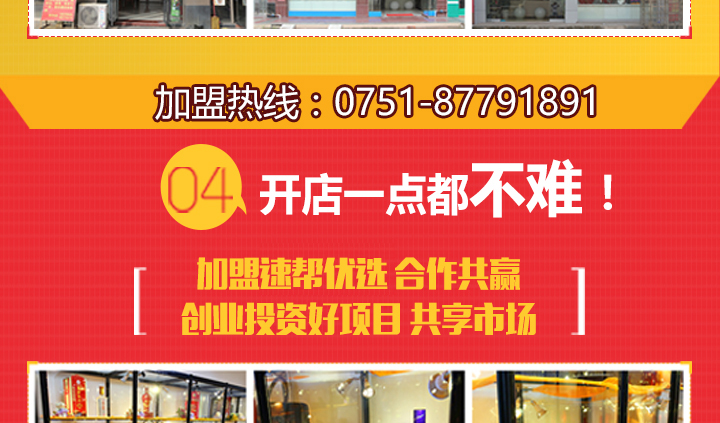 加盟热线：0751-87791891
04
开店一点都不难！
加盟速帮优选 合作共赢
创业投资好项目 共享市场